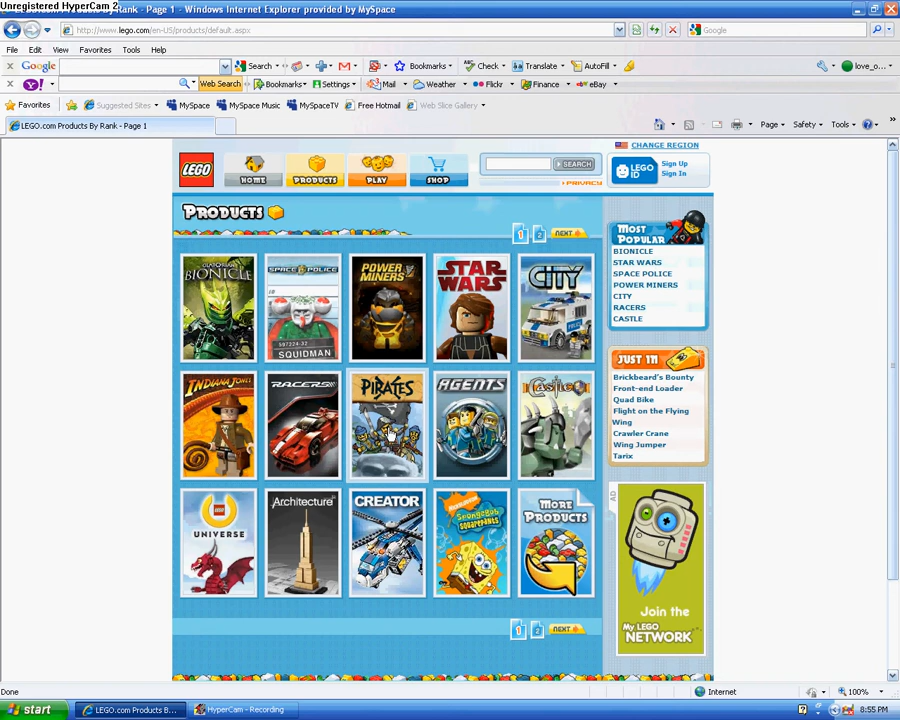 Unregistered HyperCam 2
By Rank - Page 1 - Windows Internet Explorer provided by MySpace
http://www.lego.com/en-US/products/default.aspx
Google
File Edit View Favorites Tools Help
Google Search Bookmarks Check Translate AutoFill love_o...
Y! Web Search Bookmarks Settings Mail Weather Flickr Finance eBay
Favorites Suggested Sites MySpace MySpace Music MySpaceTV Free Hotmail Web Slice Gallery
LEGO.com Products By Rank - Page 1
Page Safety Tools
CHANGE REGION
LEGO HOME PRODUCTS PLAY SHOP SEARCH
PRIVACY
LEGO ID
Sign Up
Sign In
PRODUCTS
1 2 NEXT
BIONICLE
SPACE POLICE
SQUIDMAN
POWER MINERS
STAR WARS
CITY
INDIANA JONES
RACERS
PIRATES
AGENTS
Castle
UNIVERSE
Architecture
CREATOR
NICKELODEON
SpongeBob SQUAREPANTS
MORE PRODUCTS
1 2 NEXT
MOST POPULAR
BIONICLE
STAR WARS
SPACE POLICE
POWER MINERS
CITY
RACERS
CASTLE
JUST IN
Brickbeard's Bounty
Front-end Loader
Quad Bike
Flight on the Flying
Wing
Crawler Crane
Wing Jumper
Tarix
AD
Join the
My LEGO
NETWORK
Done Internet 100%
start LEGO.com Products B... HyperCam - Recording 8:55 PM